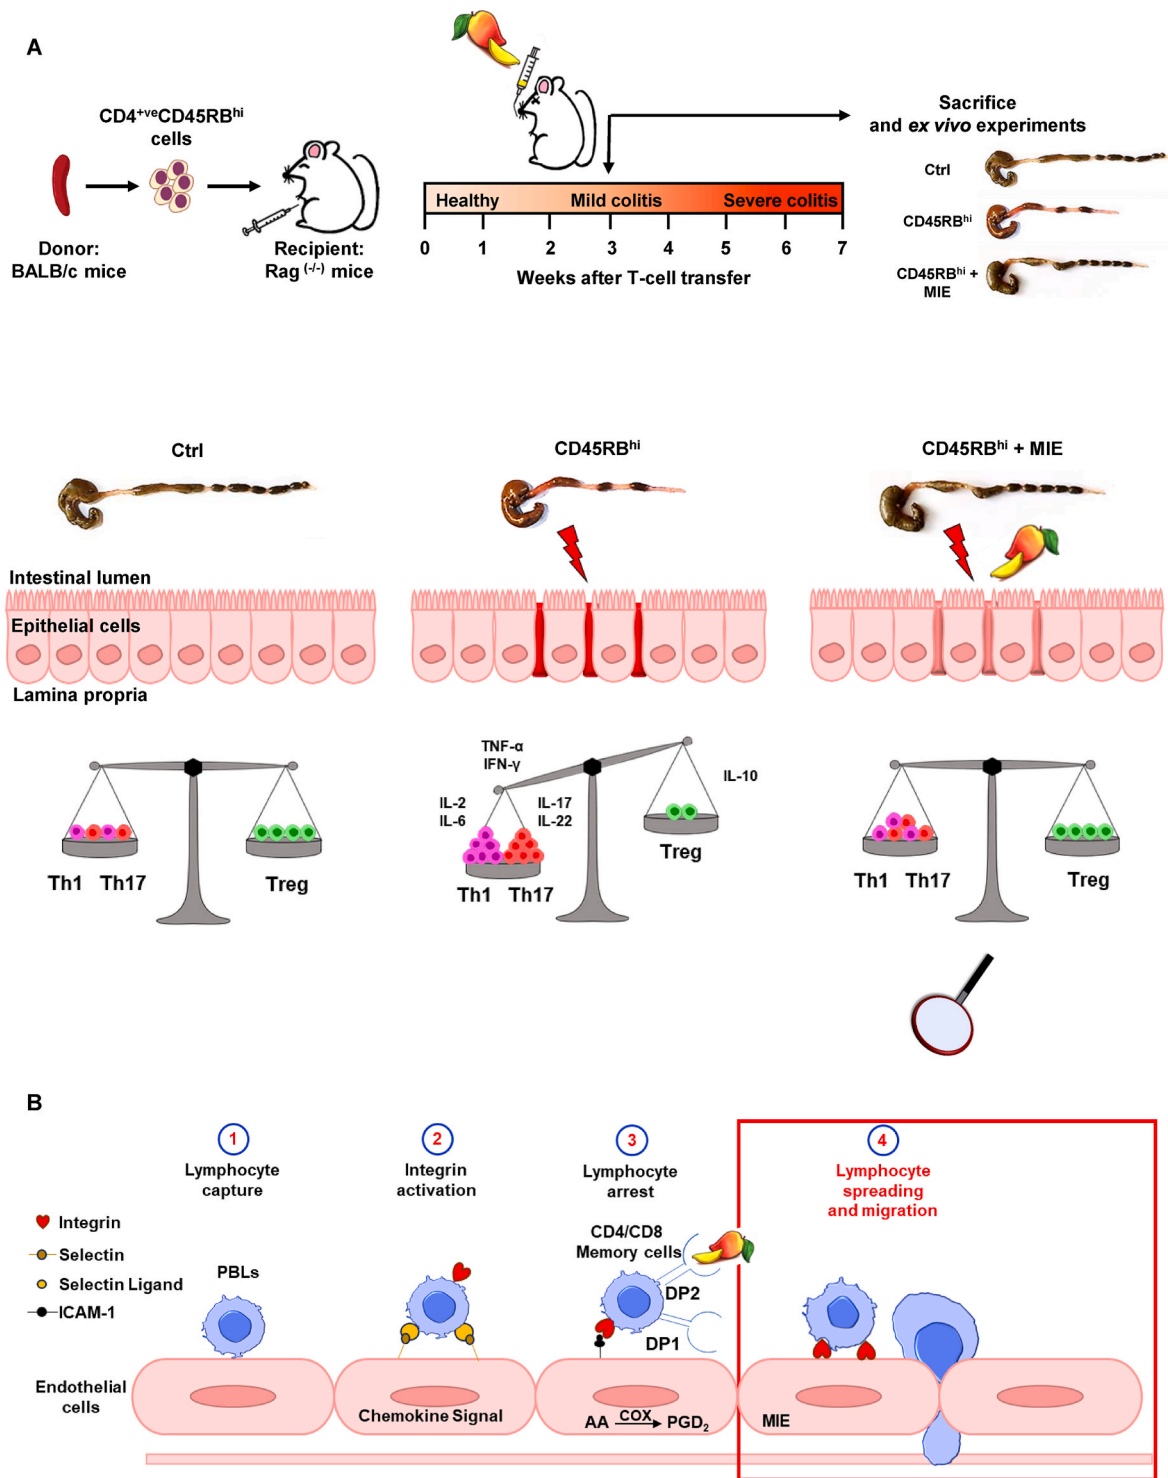 A
CD4+veCD45RBhi
cells
Donor:
BALB/c mice
Recipient:
Rag (-/-) mice
Healthy Mild colitis Severe colitis
0 1 2 3 4 5 6 7
Weeks after T-cell transfer
Sacrifice
and ex vivo experiments
Ctrl
CD45RBhi
CD45RBhi +
MIE
Ctrl
CD45RBhi
CD45RBhi + MIE
Intestinal lumen
Epithelial cells
Lamina propria
Th1 Th17
Treg
TNF-α
IFN-γ
IL-2
IL-6
IL-17
IL-22
IL-10
Th1 Th17
Treg
Th1 Th17
Treg
B
1
Lymphocyte
capture
2
Integrin
activation
3
Lymphocyte
arrest
4
Lymphocyte
spreading
and migration
Integrin
Selectin
Selectin Ligand
ICAM-1
PBLs
CD4/CD8
Memory cells
DP2
DP1
Endothelial
cells
Chemokine Signal
AA COX PGD2
MIE